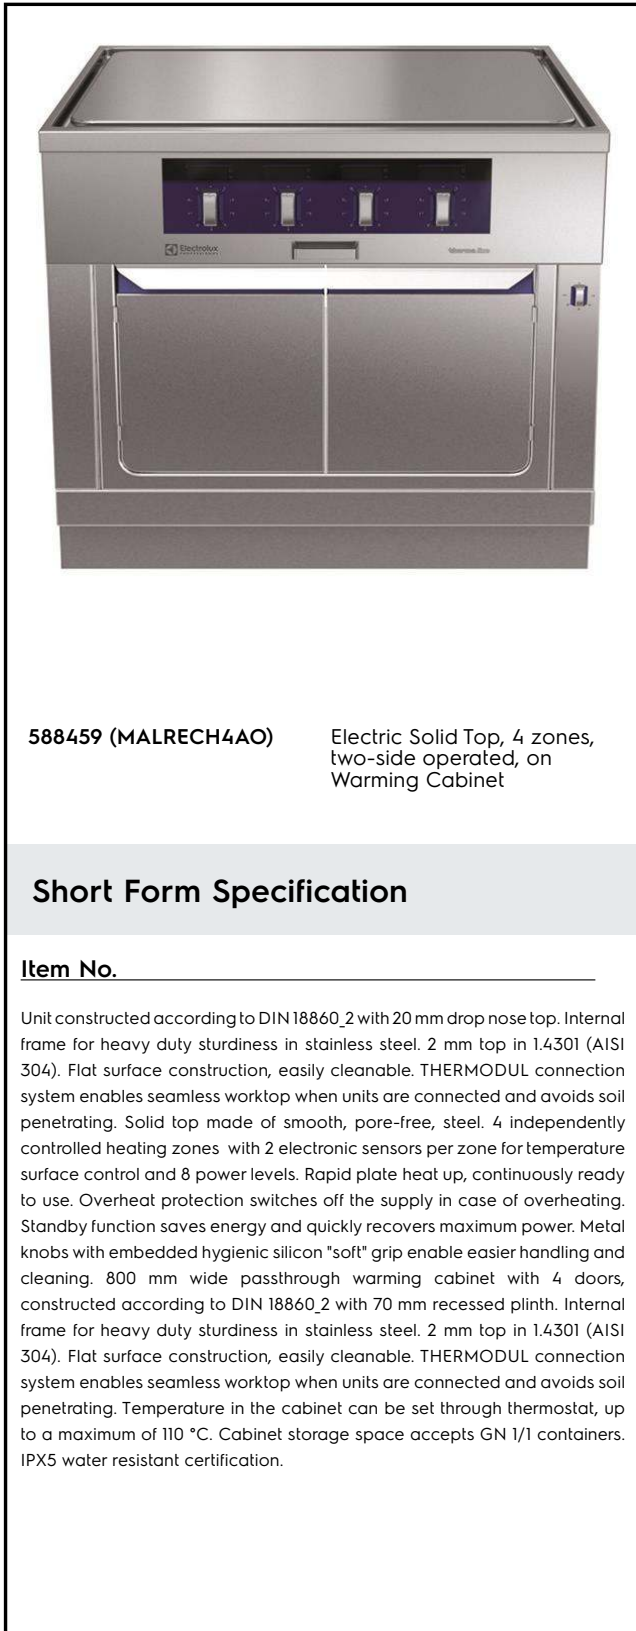 Electrolux
PROFESSIONAL
thermaline
588459 (MALRECH4AO)
Electric Solid Top, 4 zones,
two-side operated, on
Warming Cabinet
Short Form Specification
Item No.
Unit constructed according to DIN 18860_2 with 20 mm drop nose top. Internal
frame for heavy duty sturdiness in stainless steel. 2 mm top in 1.4301 (AISI
304). Flat surface construction, easily cleanable. THERMODUL connection
system enables seamless worktop when units are connected and avoids soil
penetrating. Solid top made of smooth, pore-free, steel. 4 independently
controlled heating zones with 2 electronic sensors per zone for temperature
surface control and 8 power levels. Rapid plate heat up, continuously ready
to use. Overheat protection switches off the supply in case of overheating.
Standby function saves energy and quickly recovers maximum power. Metal
knobs with embedded hygienic silicon "soft" grip enable easier handling and
cleaning. 800 mm wide passthrough warming cabinet with 4 doors,
constructed according to DIN 18860_2 with 70 mm recessed plinth. Internal
frame for heavy duty sturdiness in stainless steel. 2 mm top in 1.4301 (AISI
304). Flat surface construction, easily cleanable. THERMODUL connection
system enables seamless worktop when units are connected and avoids soil
penetrating. Temperature in the cabinet can be set through thermostat, up
to a maximum of 110 °C. Cabinet storage space accepts GN 1/1 containers.
IPX5 water resistant certification.